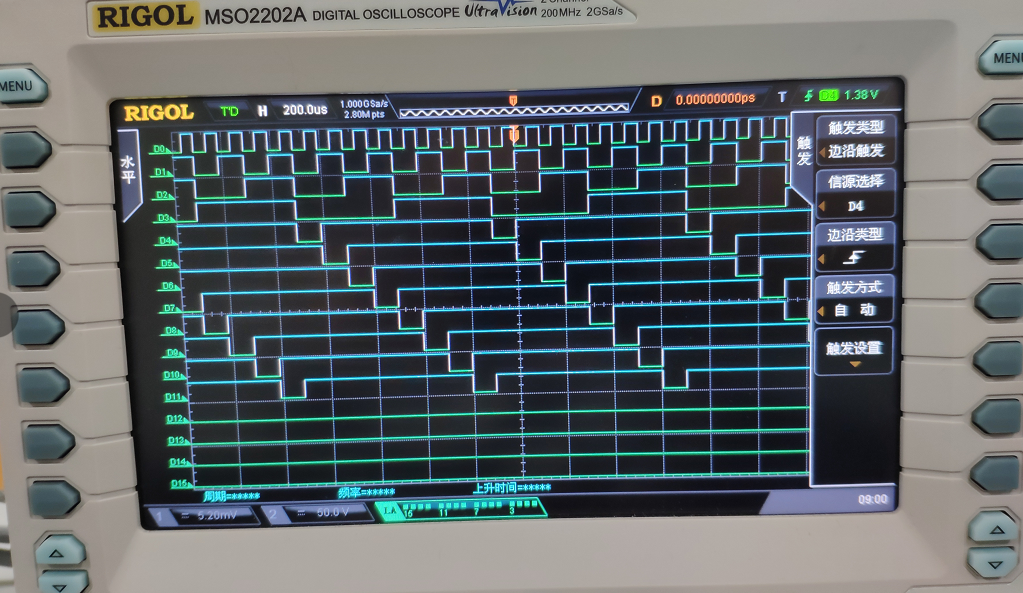 RIGOL MSO2202A DIGITAL OSCILLOSCOPE UltraVision 2 Channel
200MHz 2GSa/s
MENU
MENU
RIGOL T'D H 200.0us 1.000GSa/s
2.80M pts
D 0.00000000ps T D4 1.38V
水平
触发
触发类型
边沿触发
信源选择
D4
边沿类型
触发方式
自 动
触发设置
D0
D1
D2
D3
D4
D5
D6
D7
D8
D9
D10
D11
D12
D13
D14
D15
周期=***** 频率=***** 上升时间=*****
1 = 5.20mV 2 = 50.0 V LA 15 11 7 3
09:00